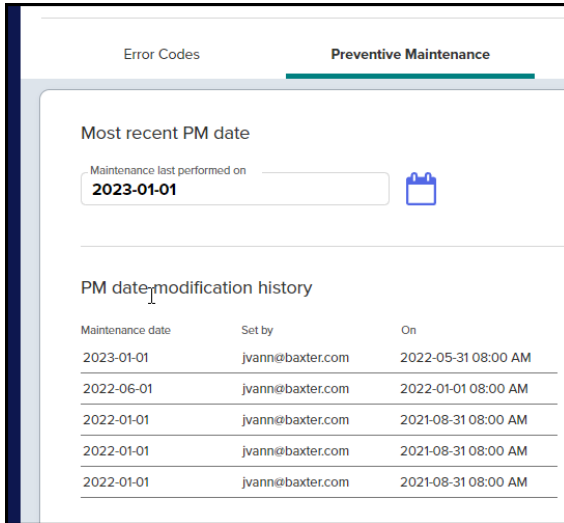 Error Codes Preventive Maintenance
Most recent PM date
Maintenance last performed on
2023-01-01
PM date modification history
Maintenance date Set by On
2023-01-01 jvann@baxter.com 2022-05-31 08:00 AM
2022-06-01 jvann@baxter.com 2022-01-01 08:00 AM
2022-01-01 jvann@baxter.com 2021-08-31 08:00 AM
2022-01-01 jvann@baxter.com 2021-08-31 08:00 AM
2022-01-01 jvann@baxter.com 2021-08-31 08:00 AM